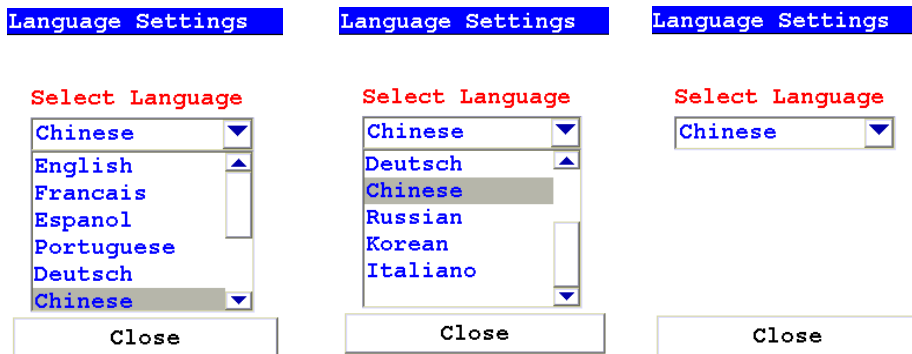 Language Settings
Select Language
Chinese
English
Francais
Espanol
Portuguese
Deutsch
Chinese
Close
Language Settings
Select Language
Chinese
Deutsch
Chinese
Russian
Korean
Italiano
Close
Language Settings
Select Language
Chinese
Close